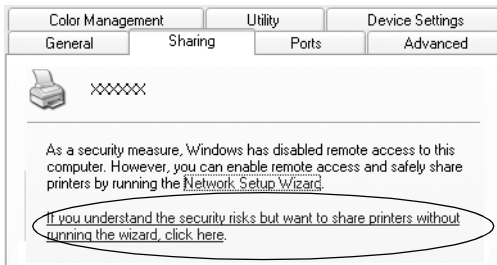 Color Management Utility Device Settings
General Sharing Ports Advanced
XXXXXX
As a security measure, Windows has disabled remote access to this
computer. However, you can enable remote access and safely share
printers by running the Network Setup Wizard.
If you understand the security risks but want to share printers without
running the wizard, click here.